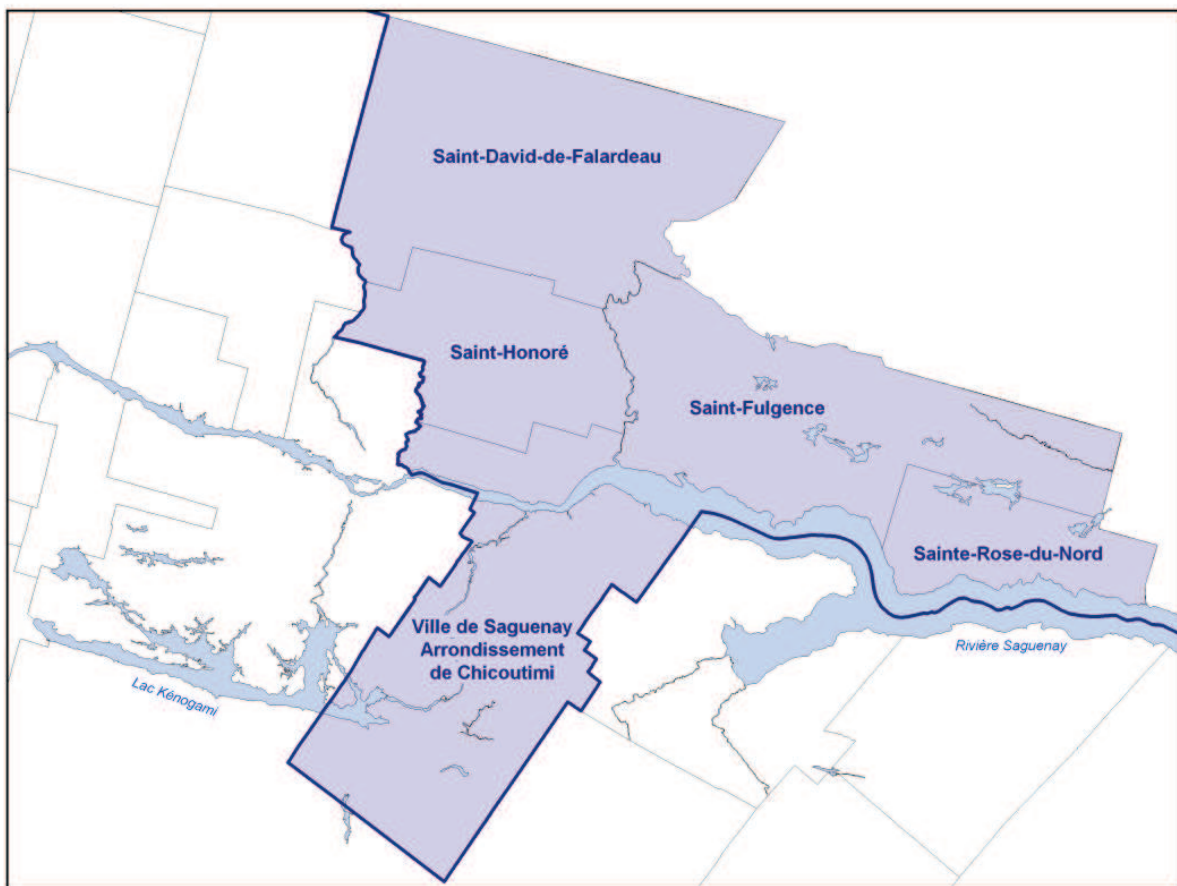 Saint-David-de-Falardeau
Saint-Honoré
Saint-Fulgence
Sainte-Rose-du-Nord
Ville de Saguenay
Arrondissement
de Chicoutimi
Rivière Saguenay
Lac Kénogami